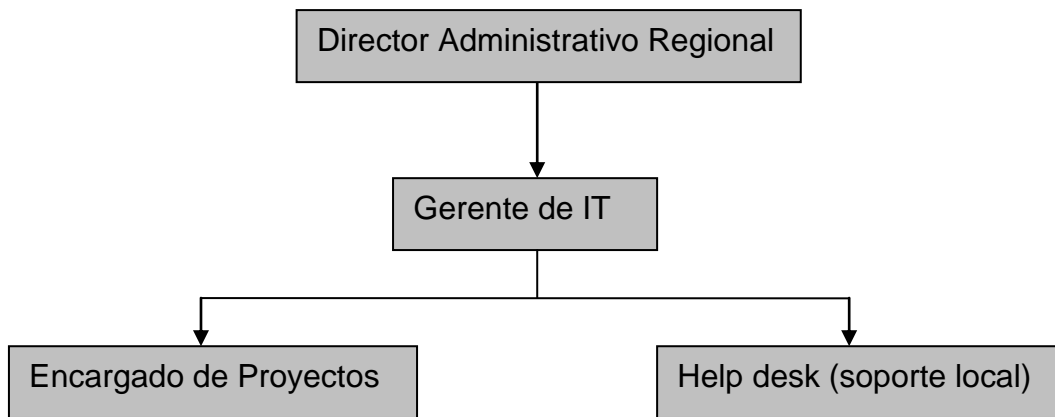 Director Administrativo Regional
Gerente de IT
Encargado de Proyectos
Help desk (soporte local)